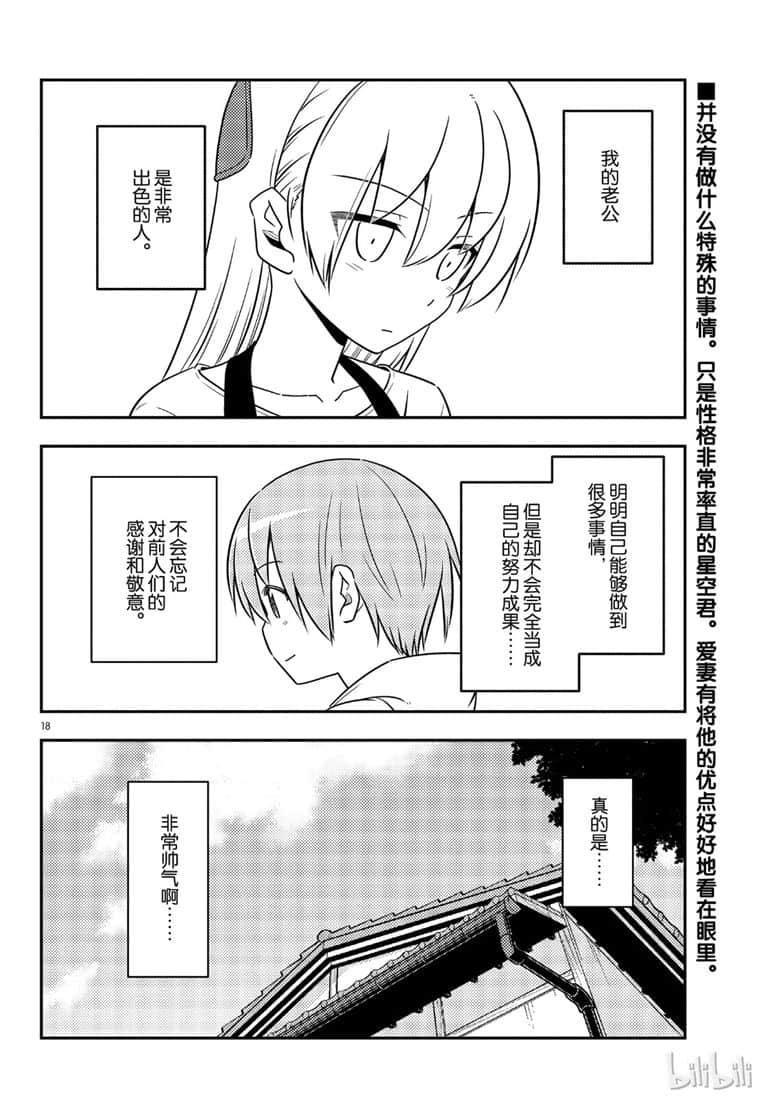 ■并没有做什么特殊的事情。只是性格非常率直的星空君。爱妻有将他的优点好好地看在眼里。
我的老公
是非常
出色的人。
明明自己能够做到
很多事情，
但是却不会完全当成
自己的努力成果……
不会忘记
对前人们的
感谢和敬意。
18
真的是……
非常帅气啊……
bilibili